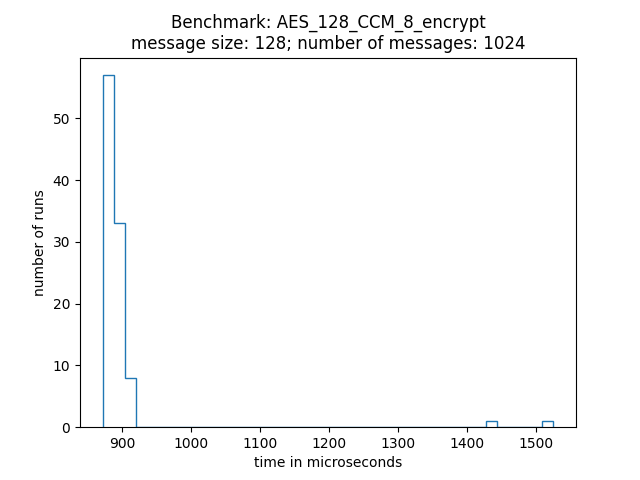 Benchmark: AES_128_CCM_8_encrypt
message size: 128; number of messages: 1024
number of runs
50
40
30
20
10
0
900 1000 1100 1200 1300 1400 1500
time in microseconds